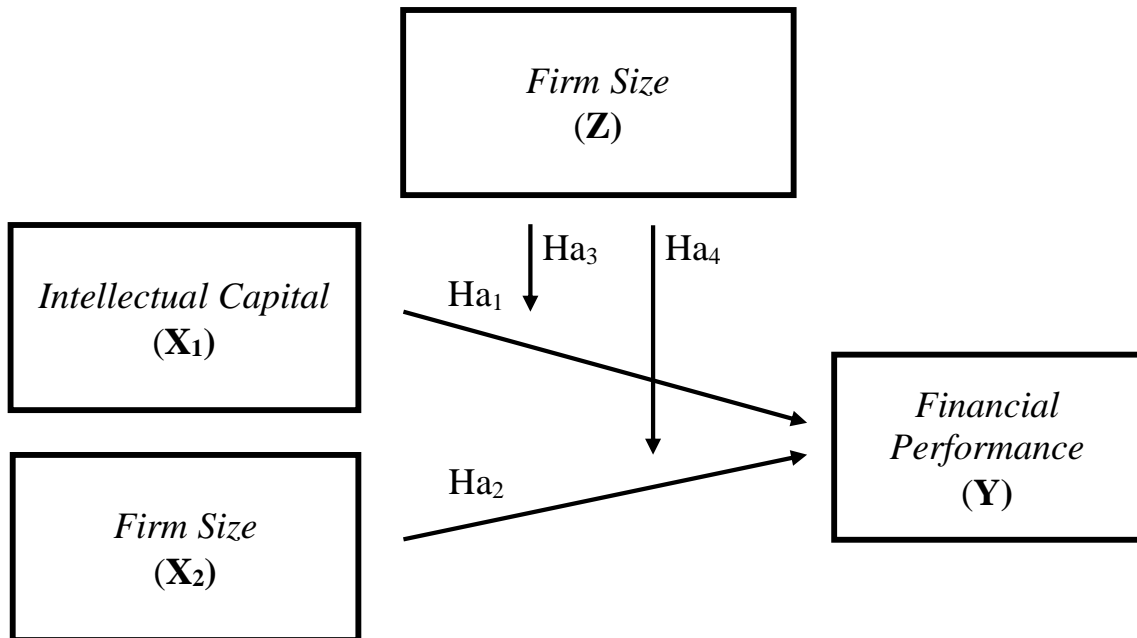 Firm Size
(Z)
Ha₃
Ha₄
Intellectual Capital
(X₁)
Ha₁
Financial
Performance
(Y)
Ha₂
Firm Size
(X₂)